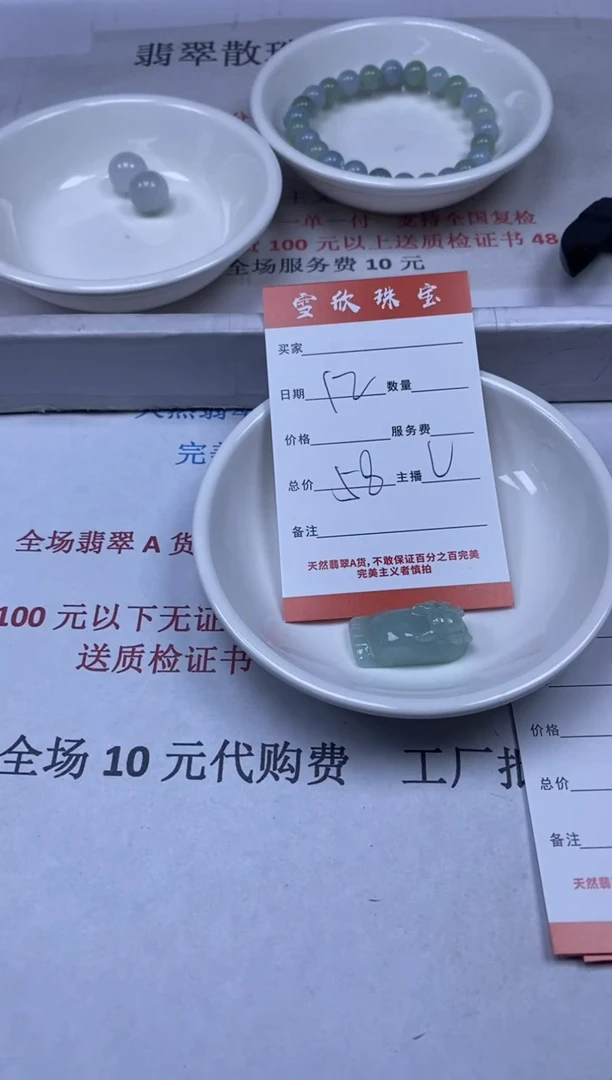 翡翠散珠
一单一付 支持全国复检
100 元以上送质检证书 48
全场服务费 10 元
雪欣珠宝
买家
日期 12 数量
价格 服务费
总价 58 主播 U
备注
天然翡翠A货,不敢保证百分之百完美
完美主义者慎拍
天然翡翠
完美
全场翡翠 A 货
100 元以下无证
送质检证书
全场 10 元代购费 工厂批
价格
总价
备注
天然翡